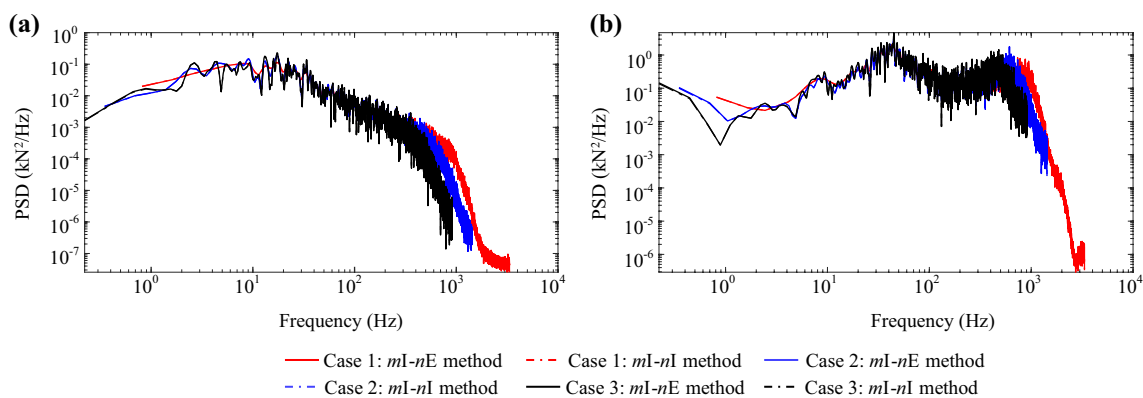 (a)
(b)
10^0
10^-1
10^-2
10^-3
10^-4
10^-5
10^-6
10^-7
PSD (kN²/Hz)
10^0 10^1 10^2 10^3 10^4
Frequency (Hz)
10^0
10^-1
10^-2
10^-3
10^-4
10^-5
10^-6
PSD (kN²/Hz)
10^0 10^1 10^2 10^3 10^4
Frequency (Hz)
Case 1: mI-nE method Case 1: mI-nI method Case 2: mI-nE method
Case 2: mI-nI method Case 3: mI-nE method Case 3: mI-nI method